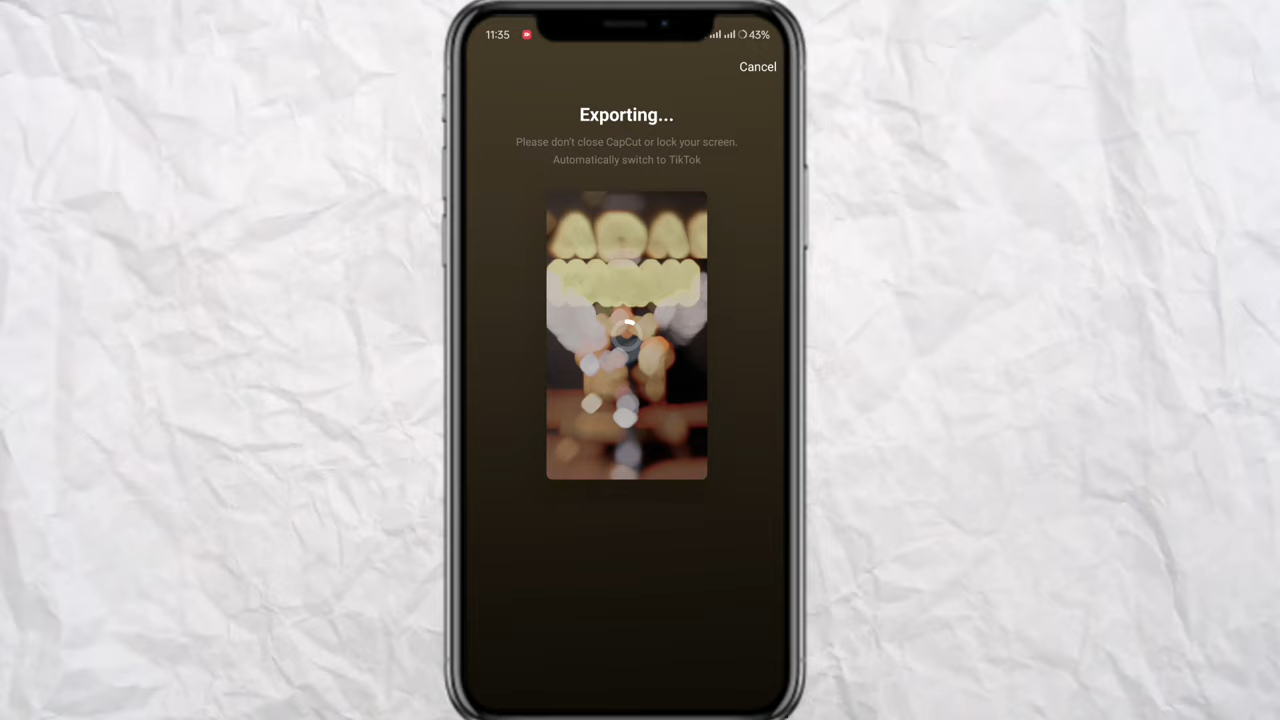 11:35
43%
Cancel
Exporting...
Please don't close CapCut or lock your screen.
Automatically switch to TikTok